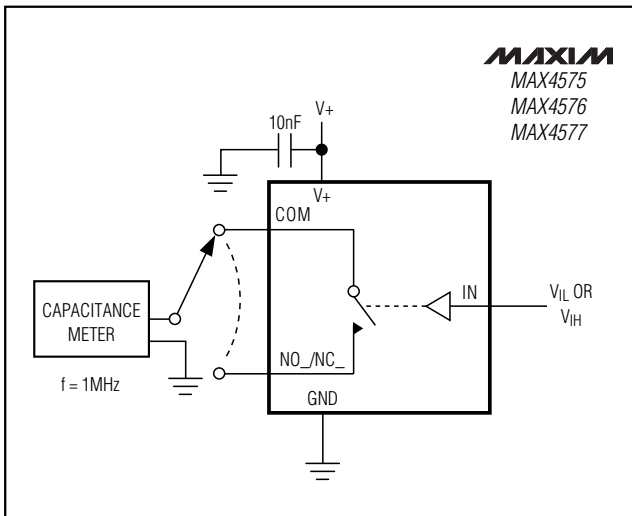 MAXIM
MAX4575
MAX4576
MAX4577
V+
10nF
V+
COM
IN
VIL OR
VIH
CAPACITANCE
METER
NO_/NC_
f = 1MHz
GND